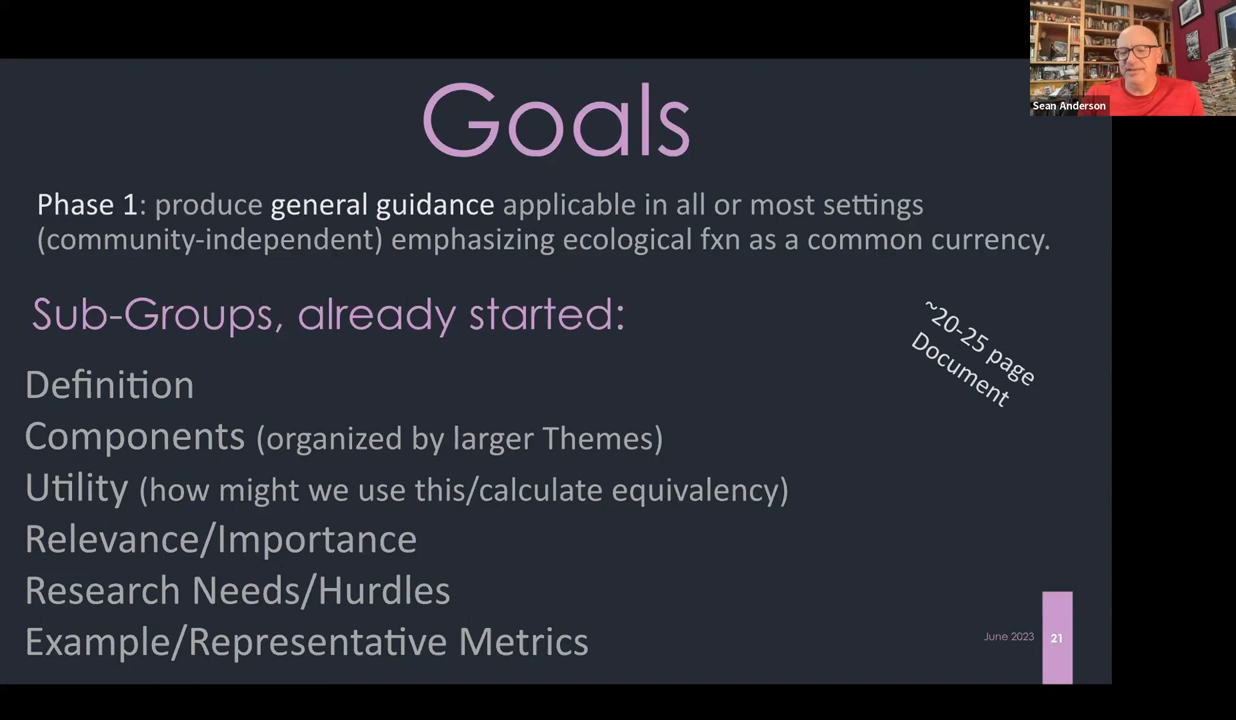 Goals
Sean Anderson
Phase 1: produce general guidance applicable in all or most settings
(community-independent) emphasizing ecological fxn as a common currency.
Sub-Groups, already started:
~20-25 page
Document
Definition
Components (organized by larger Themes)
Utility (how might we use this/calculate equivalency)
Relevance/Importance
Research Needs/Hurdles
Example/Representative Metrics
June 2023
21